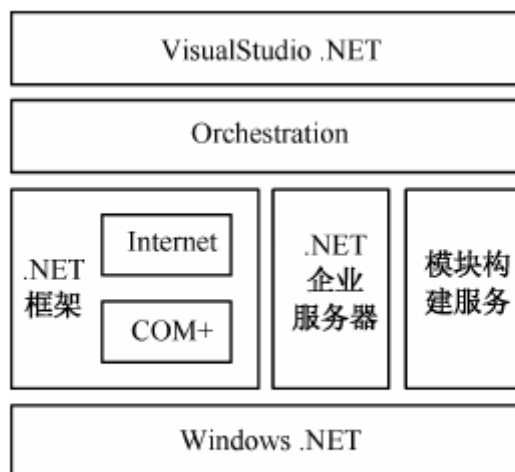 VisualStudio .NET
Orchestration
.NET
框架
Internet
COM+
.NET
企业
服务器
模块构
建服务
Windows .NET